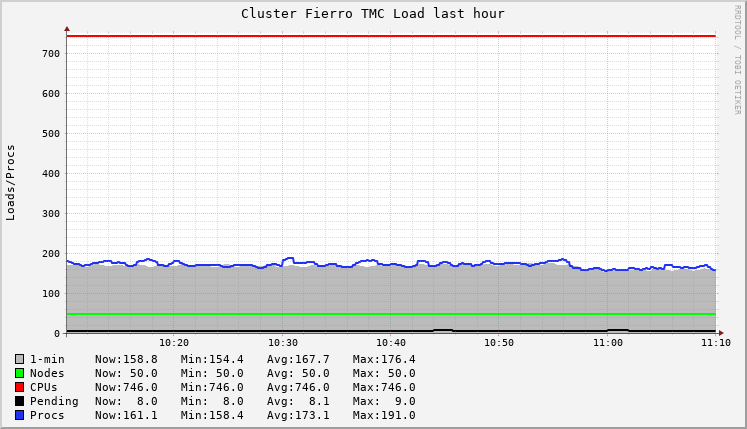 Cluster Fierro TMC Load last hour
RRDTOOL / TOBI OETIKER
Loads/Procs
700
600
500
400
300
200
100
0
10:20 10:30 10:40 10:50 11:00 11:10
1-min Now:158.8 Min:154.4 Avg:167.7 Max:176.4
Nodes Now: 50.0 Min: 50.0 Avg: 50.0 Max: 50.0
CPUs Now:746.0 Min:746.0 Avg:746.0 Max:746.0
Pending Now: 8.0 Min: 8.0 Avg: 8.1 Max: 9.0
Procs Now:161.1 Min:158.4 Avg:173.1 Max:191.0